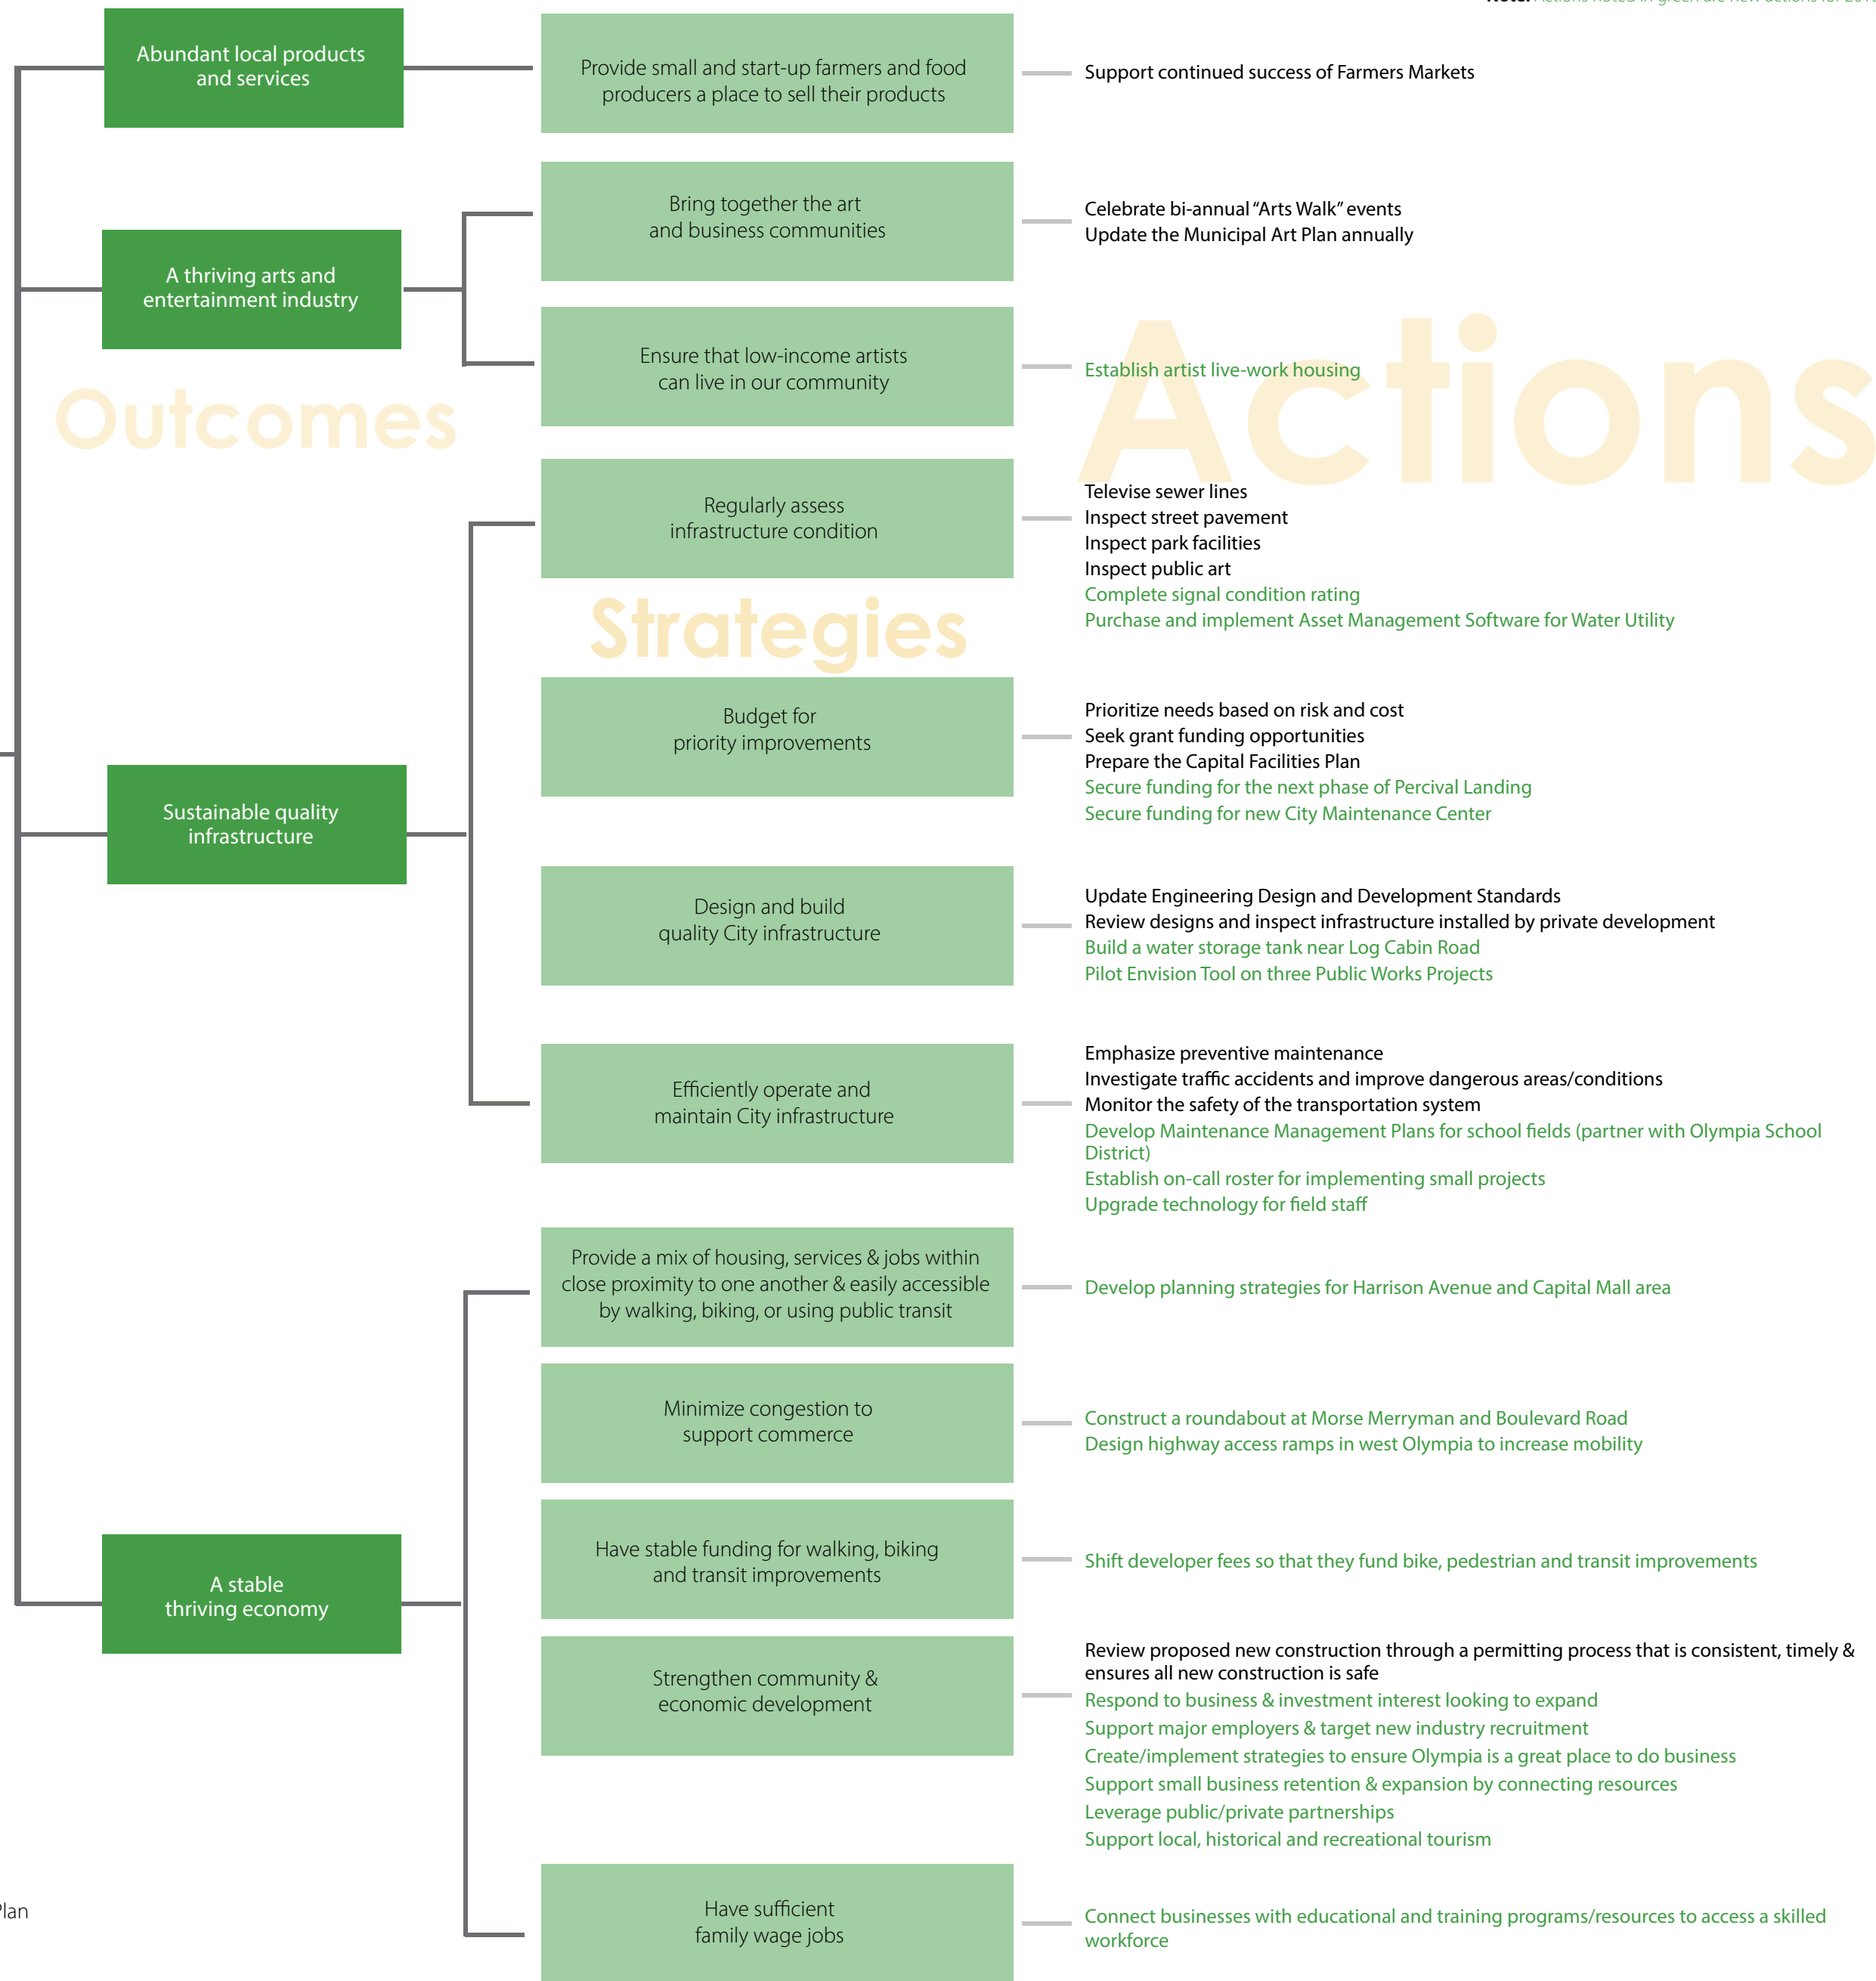 Note: Actions noted in green are new actions for
Abundant local products
and services
Provide small and start-up farmers and food
producers a place to sell their products
Support continued success of Farmers Markets
A thriving arts and
entertainment industry
Bring together the art
and business communities
Celebrate bi-annual “Arts Walk” events
Update the Municipal Art Plan annually
Ensure that low-income artists
can live in our community
Establish artist live-work housing
Outcomes
Actions
Strategies
Sustainable quality
infrastructure
Regularly assess
infrastructure condition
Televise sewer lines
Inspect street pavement
Inspect park facilities
Inspect public art
Complete signal condition rating
Purchase and implement Asset Management Software for Water Utility
Budget for
priority improvements
Prioritize needs based on risk and cost
Seek grant funding opportunities
Prepare the Capital Facilities Plan
Secure funding for the next phase of Percival Landing
Secure funding for new City Maintenance Center
Design and build
quality City infrastructure
Update Engineering Design and Development Standards
Review designs and inspect infrastructure installed by private development
Build a water storage tank near Log Cabin Road
Pilot Envision Tool on three Public Works Projects
Efficiently operate and
maintain City infrastructure
Emphasize preventive maintenance
Investigate traffic accidents and improve dangerous areas/conditions
Monitor the safety of the transportation system
Develop Maintenance Management Plans for school fields (partner with Olympia School
District)
Establish on-call roster for implementing small projects
Upgrade technology for field staff
A stable
thriving economy
Provide a mix of housing, services & jobs within
close proximity to one another & easily accessible
by walking, biking, or using public transit
Develop planning strategies for Harrison Avenue and Capital Mall area
Minimize congestion to
support commerce
Construct a roundabout at Morse Merryman and Boulevard Road
Design highway access ramps in west Olympia to increase mobility
Have stable funding for walking, biking
and transit improvements
Shift developer fees so that they fund bike, pedestrian and transit improvements
Strengthen community &
economic development
Review proposed new construction through a permitting process that is consistent, timely &
ensures all new construction is safe
Respond to business & investment interest looking to expand
Support major employers & target new industry recruitment
Create/implement strategies to ensure Olympia is a great place to do business
Support small business retention & expansion by connecting resources
Leverage public/private partnerships
Support local, historical and recreational tourism
Have sufficient
family wage jobs
Connect businesses with educational and training programs/resources to access a skilled
workforce
Plan